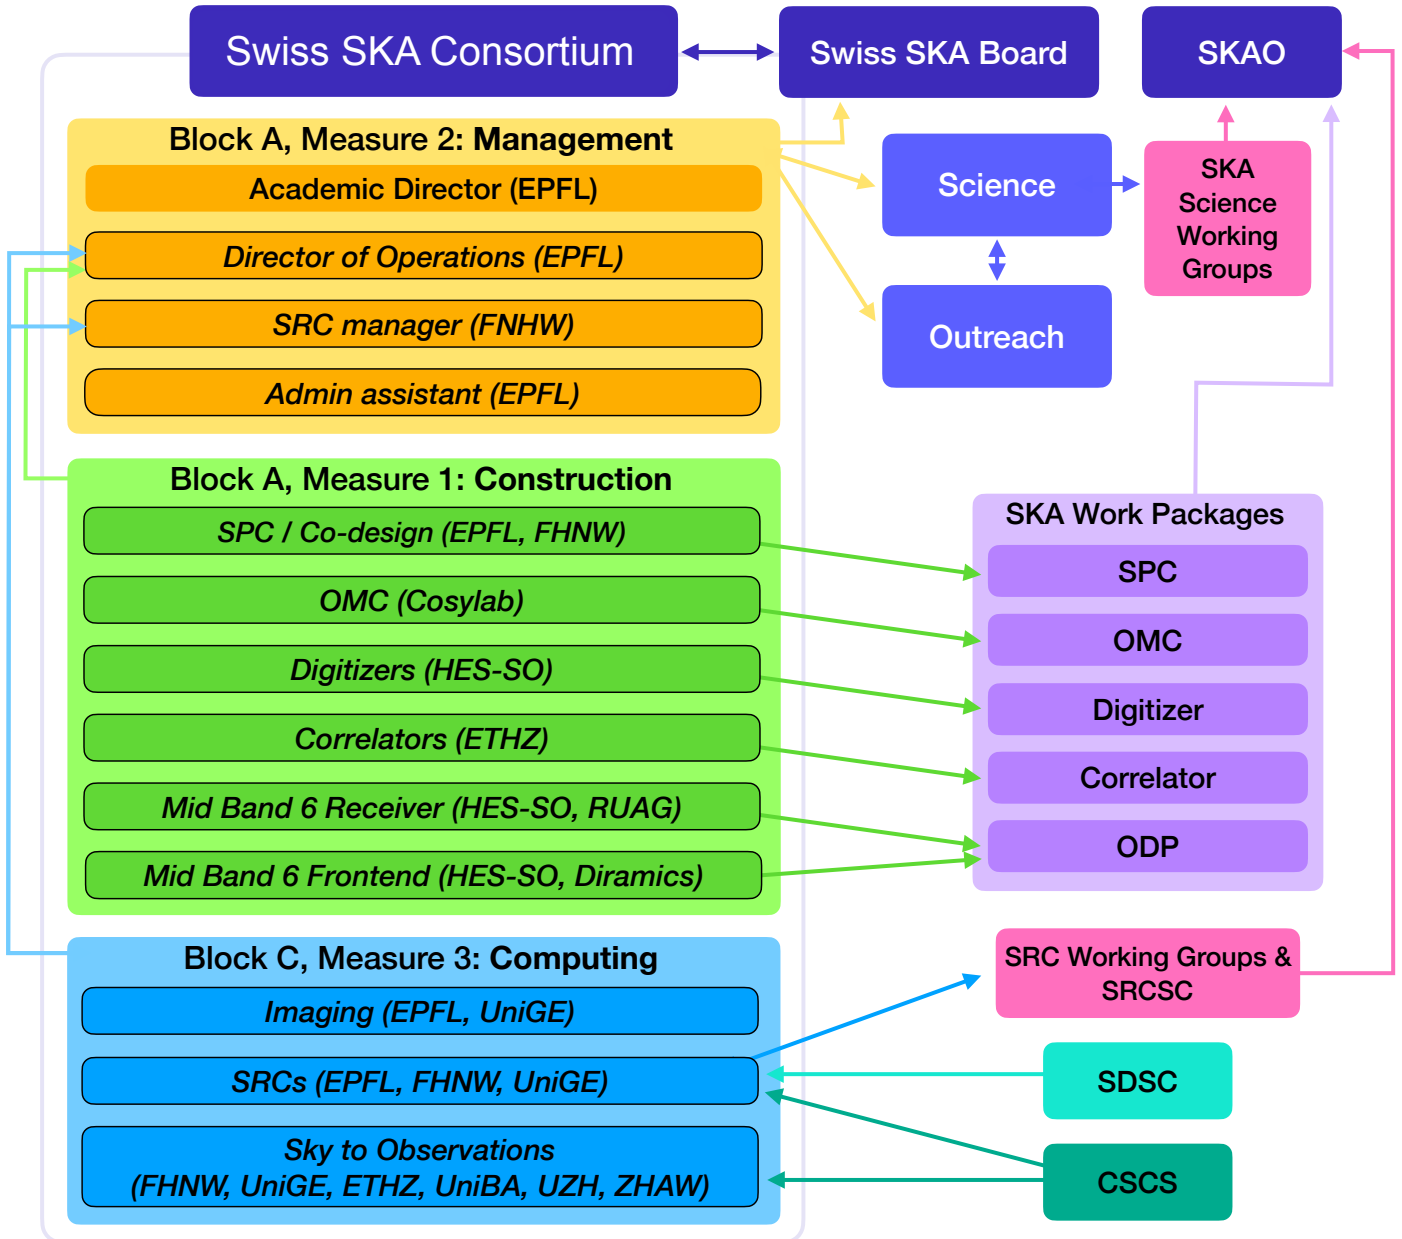 Swiss SKA Consortium
Swiss SKA Board
SKAO
Block A, Measure 2: Management
Academic Director (EPFL)
Director of Operations (EPFL)
SRC manager (FNHW)
Admin assistant (EPFL)
Science
Outreach
SKA
Science
Working
Groups
Block A, Measure 1: Construction
SPC / Co-design (EPFL, FHNW)
OMC (Cosylab)
Digitizers (HES-SO)
Correlators (ETHZ)
Mid Band 6 Receiver (HES-SO, RUAG)
Mid Band 6 Frontend (HES-SO, Diramics)
SKA Work Packages
SPC
OMC
Digitizer
Correlator
ODP
Block C, Measure 3: Computing
Imaging (EPFL, UniGE)
SRCs (EPFL, FHNW, UniGE)
Sky to Observations
(FHNW, UniGE, ETHZ, UniBA, UZH, ZHAW)
SRC Working Groups &
SRCSC
SDSC
CSCS